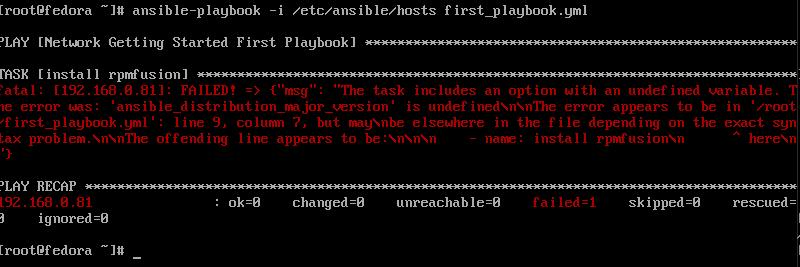 [root@fedora ~]# ansible-playbook -i /etc/ansible/hosts first_playbook.yml
PLAY [Network Getting Started First Playbook] **********************************************************
TASK [install rpmfusion] *******************************************************************************
fatal: [192.168.0.81]: FAILED! => {"msg": "The task includes an option with an undefined variable. T
he error was: 'ansible_distribution_major_version' is undefined\n\nThe error appears to be in '/root
/first_playbook.yml': line 9, column 7, but may\nbe elsewhere in the file depending on the exact syn
tax problem.\n\nThe offending line appears to be:\n\n\n    - name: install rpmfusion\n      ^ here\n
"}
PLAY RECAP *********************************************************************************************
192.168.0.81               : ok=0    changed=0    unreachable=0    failed=1    skipped=0    rescued=
0    ignored=0
[root@fedora ~]# _